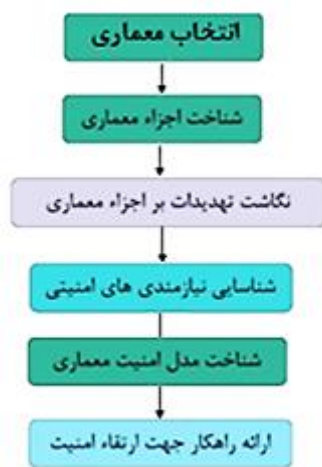 انتخاب معماری
شناخت اجزاء معماری
نگاشت تهدیدات بر اجزاء معماری
شناسایی نیازمندی های امنیتی
شناخت مدل امنیت معماری
ارائه راهکار جهت ارتقاء امنیت